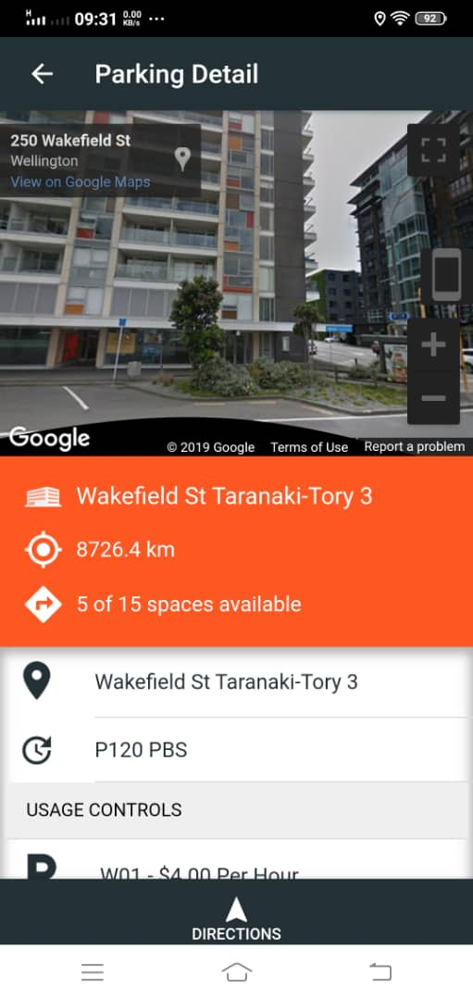 H
09:31 0.00 KB/s ...
92
Parking Detail
250 Wakefield St
Wellington
View on Google Maps
Google
© 2019 Google Terms of Use Report a problem
Wakefield St Taranaki-Tory 3
8726.4 km
5 of 15 spaces available
Wakefield St Taranaki-Tory 3
P120 PBS
USAGE CONTROLS
P W01 - $4.00 Per Hour
DIRECTIONS